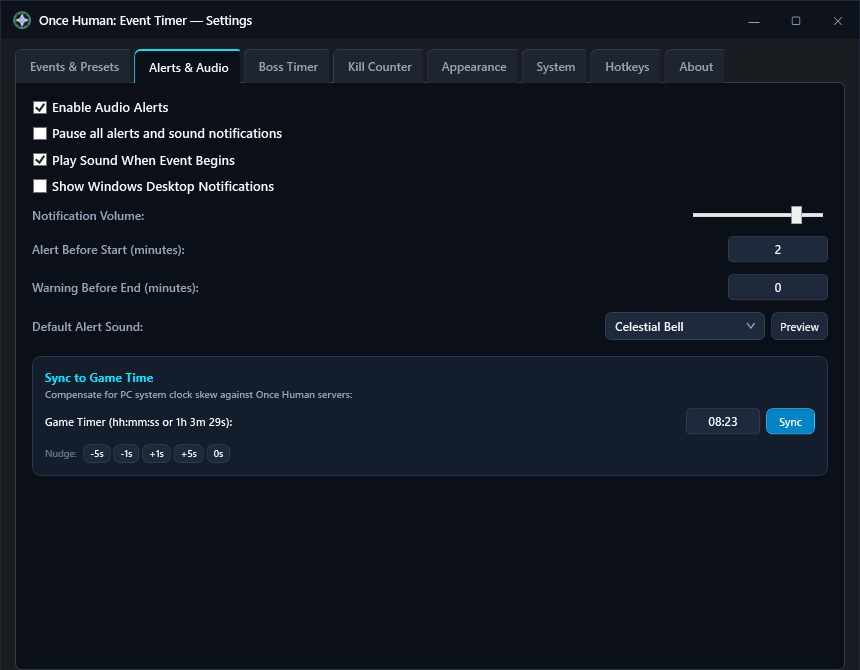 Once Human: Event Timer — Settings
Events & Presets
Alerts & Audio
Boss Timer
Kill Counter
Appearance
System
Hotkeys
About
Enable Audio Alerts
Pause all alerts and sound notifications
Play Sound When Event Begins
Show Windows Desktop Notifications
Notification Volume:
Alert Before Start (minutes):
2
Warning Before End (minutes):
0
Default Alert Sound:
Celestial Bell
Preview
Sync to Game Time
Compensate for PC system clock skew against Once Human servers:
Game Timer (hh:mm:ss or 1h 3m 29s):
08:23
Sync
Nudge:
-5s
-1s
+1s
+5s
0s